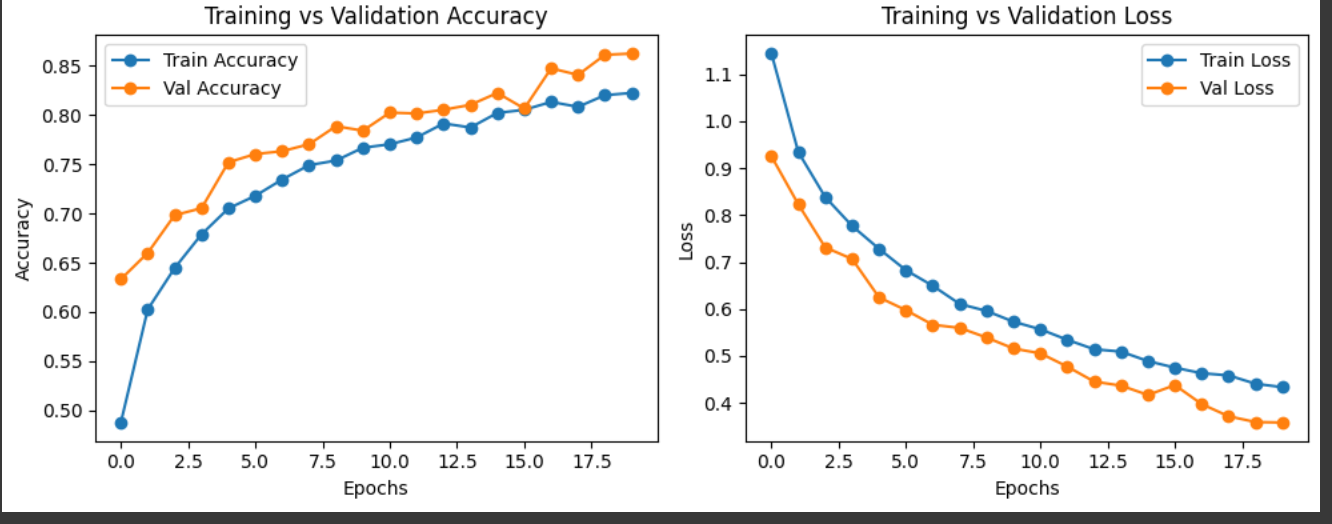 Training vs Validation Accuracy
Train Accuracy
Val Accuracy
0.85
0.80
0.75
0.70
0.65
0.60
0.55
0.50
Accuracy
0.0 2.5 5.0 7.5 10.0 12.5 15.0 17.5
Epochs
Training vs Validation Loss
Train Loss
Val Loss
1.1
1.0
0.9
0.8
0.7
0.6
0.5
0.4
Loss
0.0 2.5 5.0 7.5 10.0 12.5 15.0 17.5
Epochs